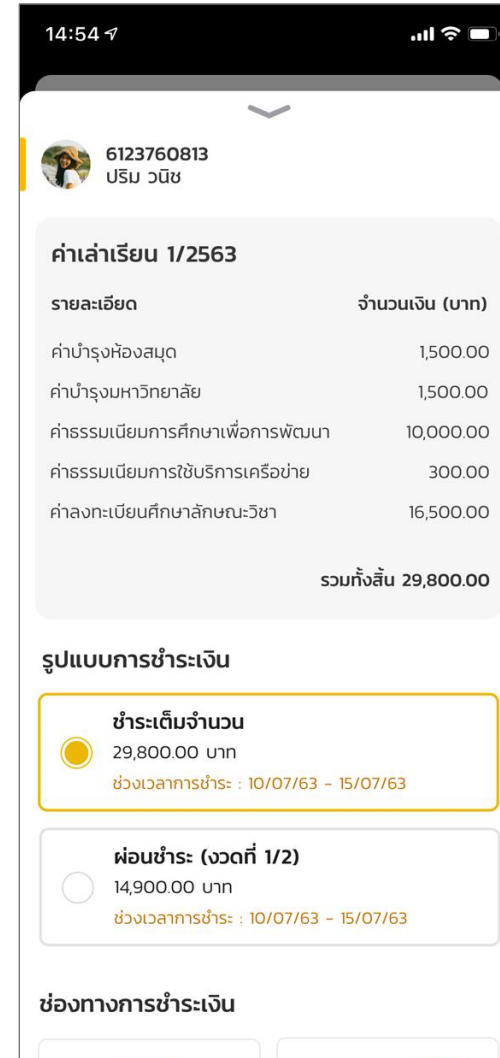 14:54
6123760813
ปริม วนิช
ค่าเล่าเรียน 1/2563
รายละเอียด จำนวนเงิน (บาท)
ค่าบำรุงห้องสมุด 1,500.00
ค่าบำรุงมหาวิทยาลัย 1,500.00
ค่าธรรมเนียมการศึกษาเพื่อการพัฒนา 10,000.00
ค่าธรรมเนียมการใช้บริการเครือข่าย 300.00
ค่าลงทะเบียนศึกษาลักษณะวิชา 16,500.00
รวมทั้งสิ้น 29,800.00
รูปแบบการชำระเงิน
ชำระเต็มจำนวน
29,800.00 บาท
ช่วงเวลาการชำระ : 10/07/63 - 15/07/63
ผ่อนชำระ (งวดที่ 1/2)
14,900.00 บาท
ช่วงเวลาการชำระ : 10/07/63 - 15/07/63
ช่องทางการชำระเงิน